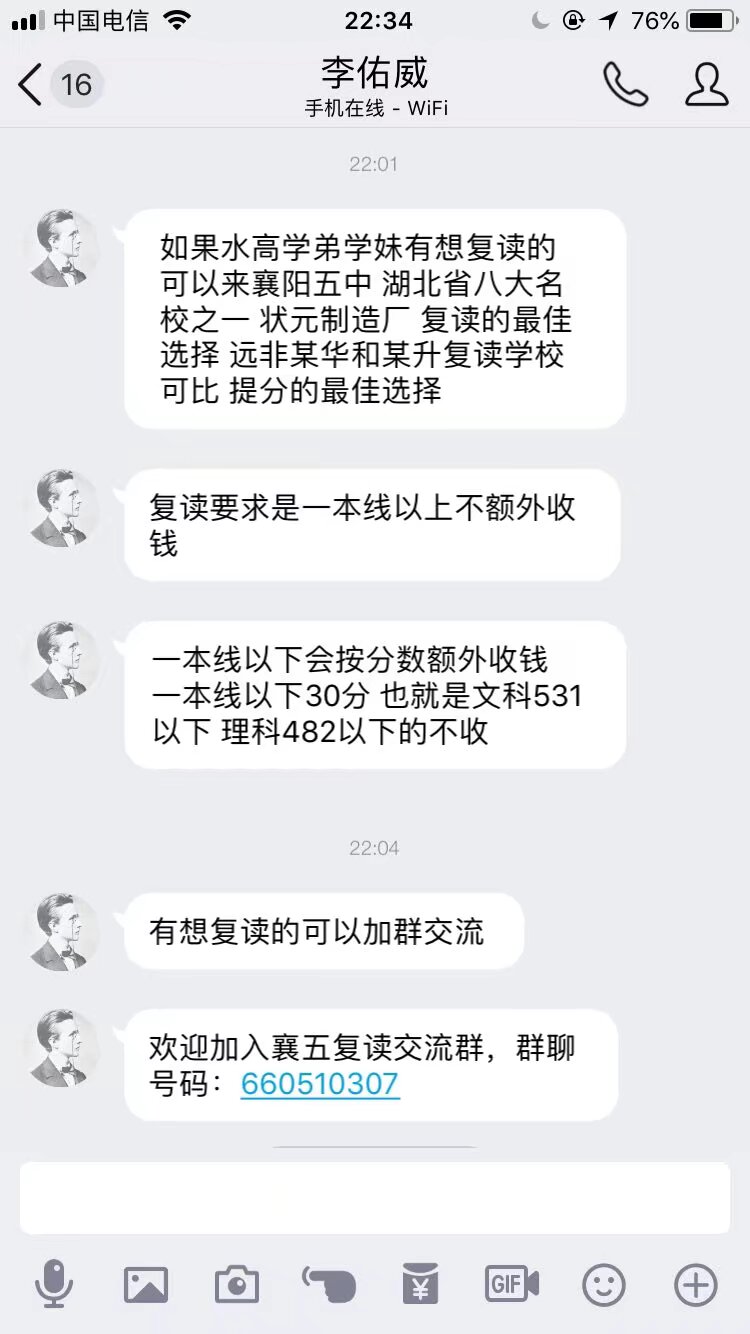 中国电信
22:34
76%
16
李佑威
手机在线 - WiFi
22:01
如果水高学弟学妹有想复读的
可以来襄阳五中 湖北省八大名
校之一 状元制造厂 复读的最佳
选择 远非某华和某升复读学校
可比 提分的最佳选择
复读要求是一本线以上不额外收
钱
一本线以下会按分数额外收钱
一本线以下30分 也就是文科531
以下 理科482以下的不收
22:04
有想复读的可以加群交流
欢迎加入襄五复读交流群，群聊
号码：660510307
¥
GIF